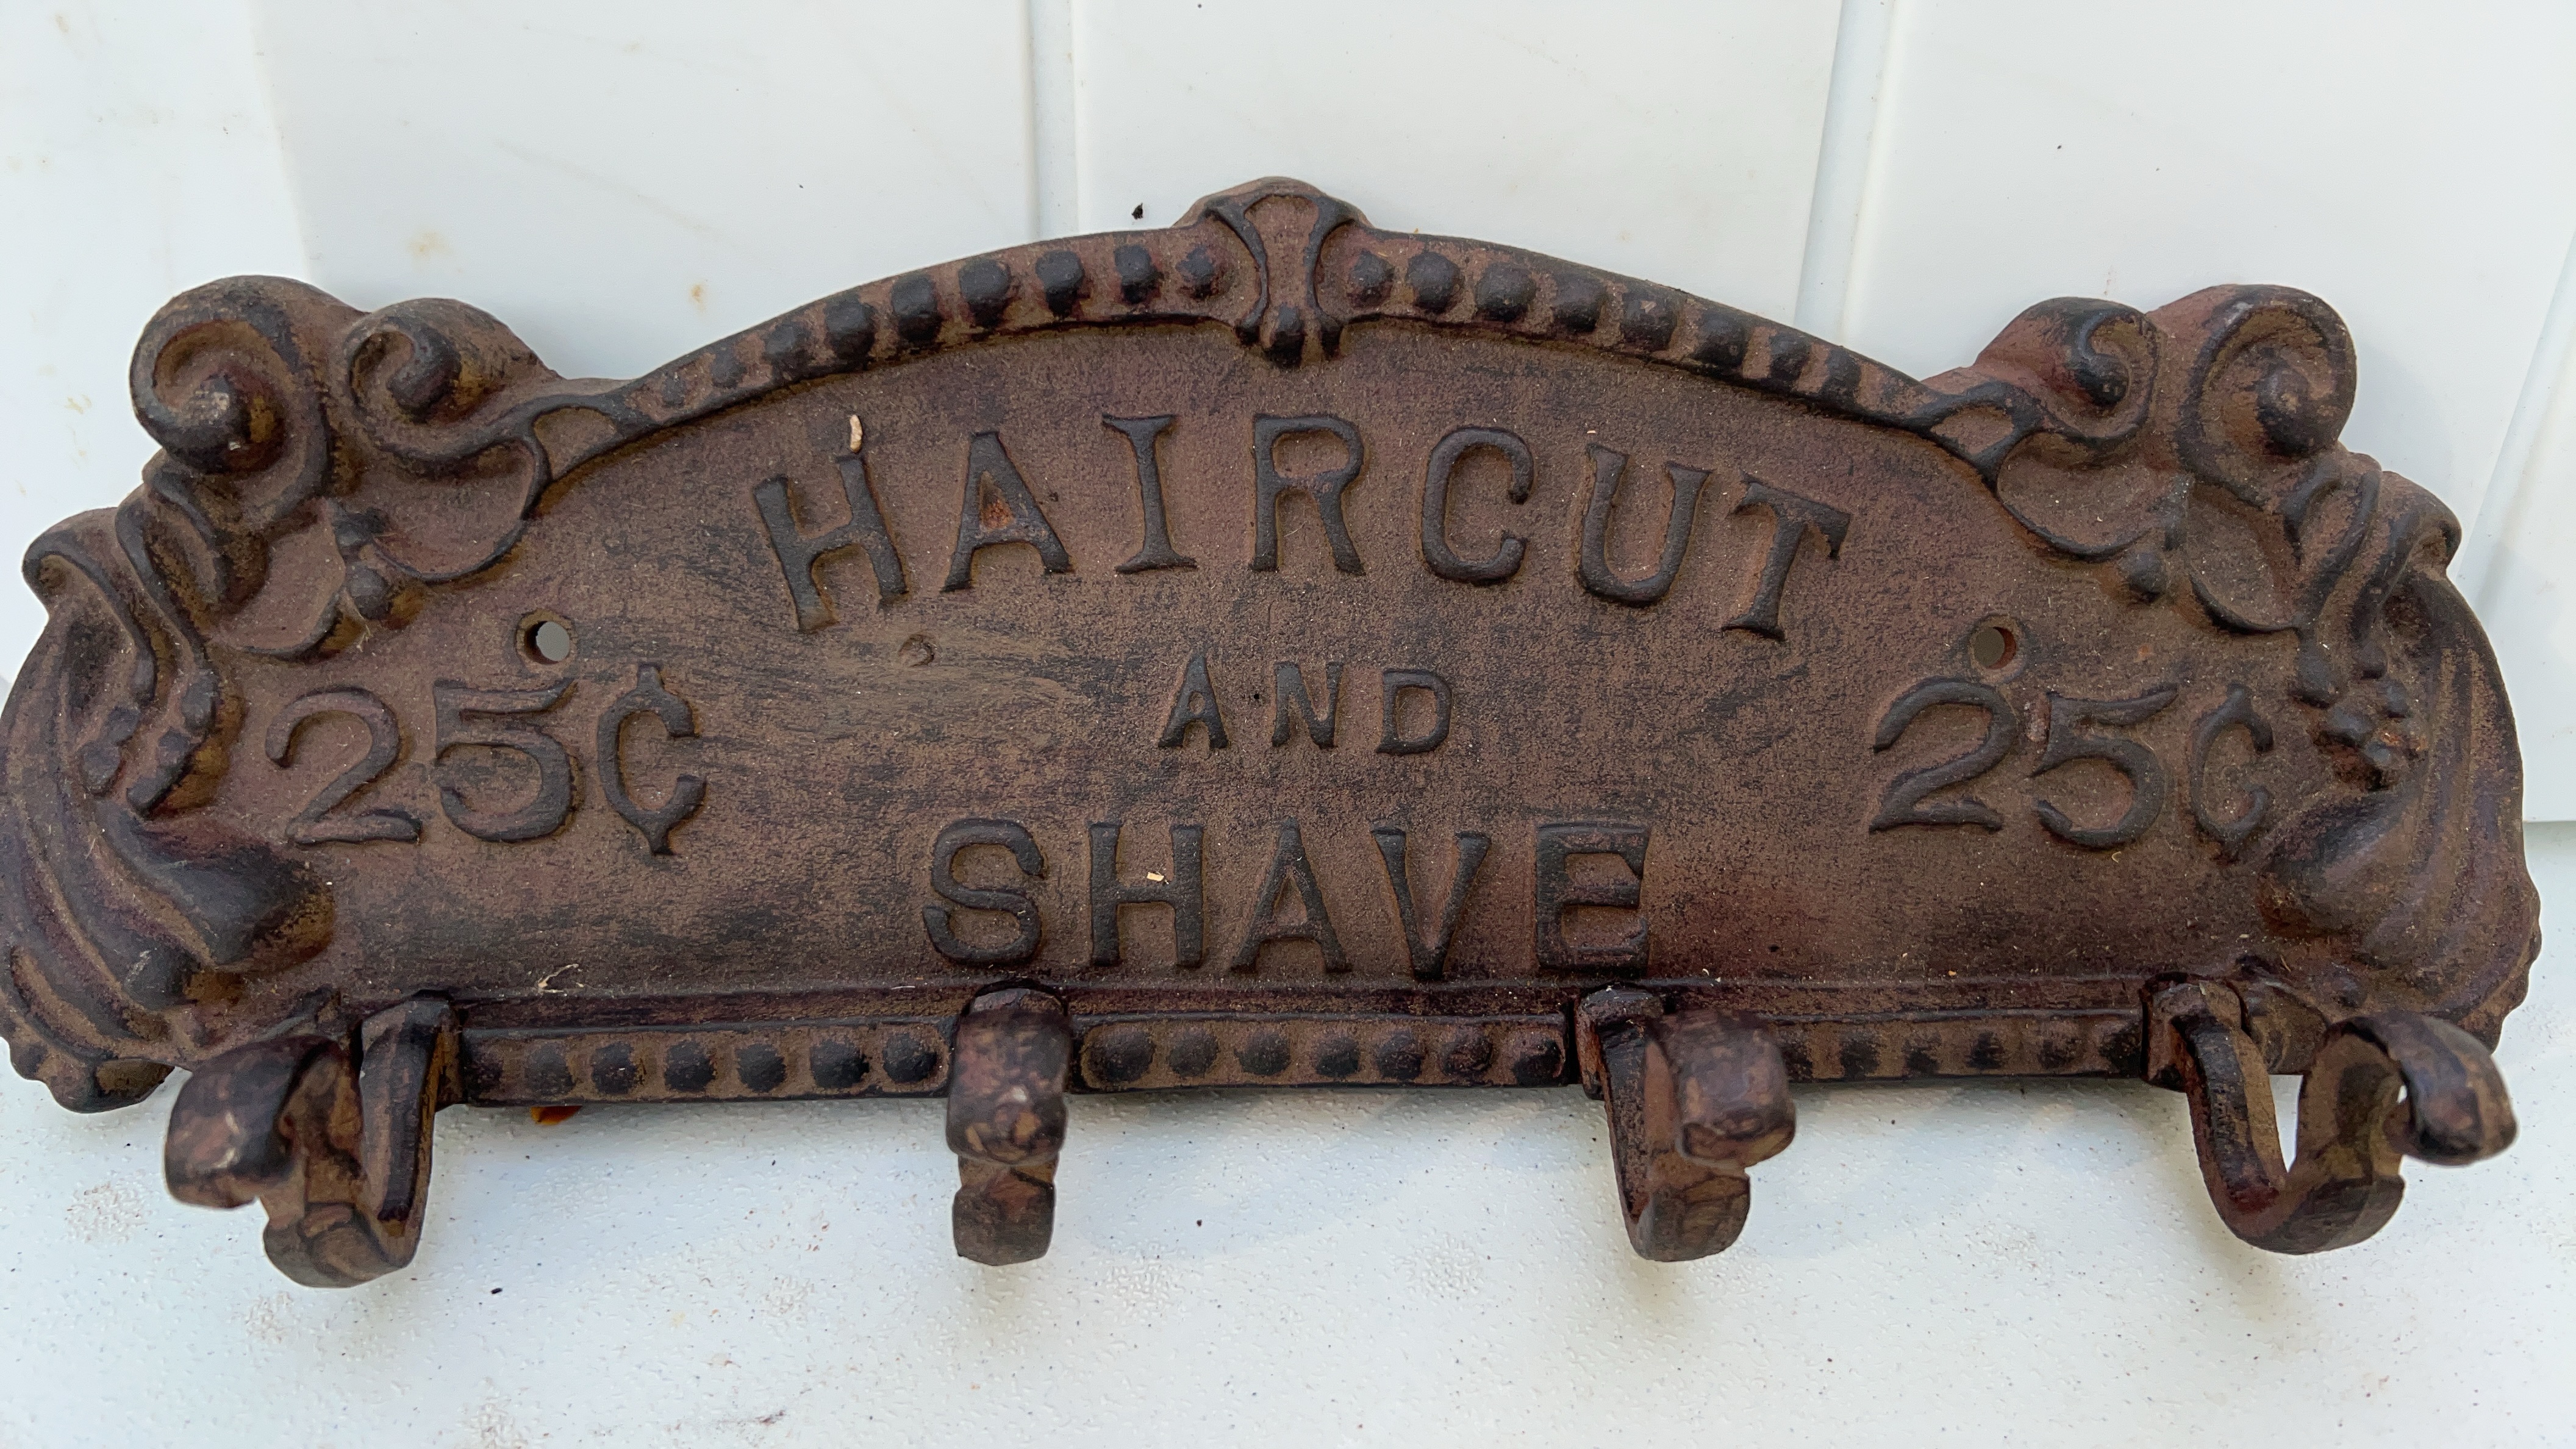 HAIRCUT
AND
25¢ 25¢
SHAVE